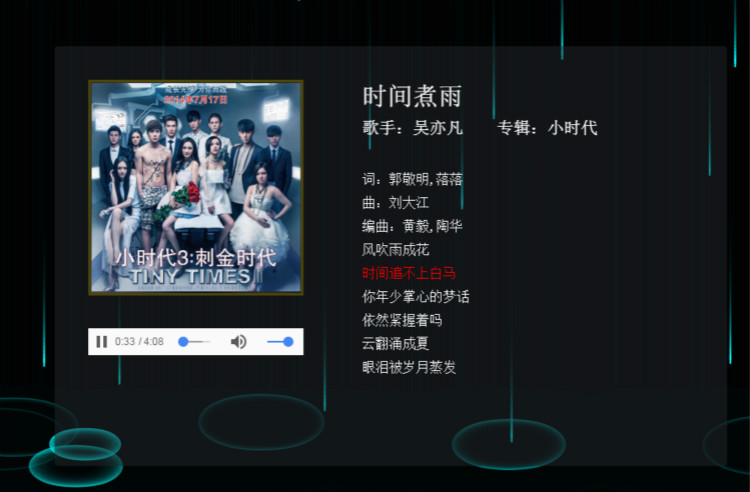 2014年7月17日
小时代3:刺金时代
TINY TIMES
0:33 / 4:08
时间煮雨
歌手：吴亦凡 专辑：小时代
词：郭敬明,落落
曲：刘大江
编曲：黄毅,陶华
风吹雨成花
时间追不上白马
你年少掌心的梦话
依然紧握着吗
云翻涌成夏
眼泪被岁月蒸发